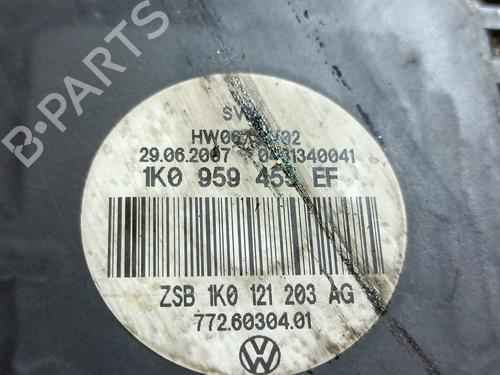 B-PARTS
29.06.2007
1K0 959 455 EF
ZSB 1K0 121 203 AG
772.60304.01